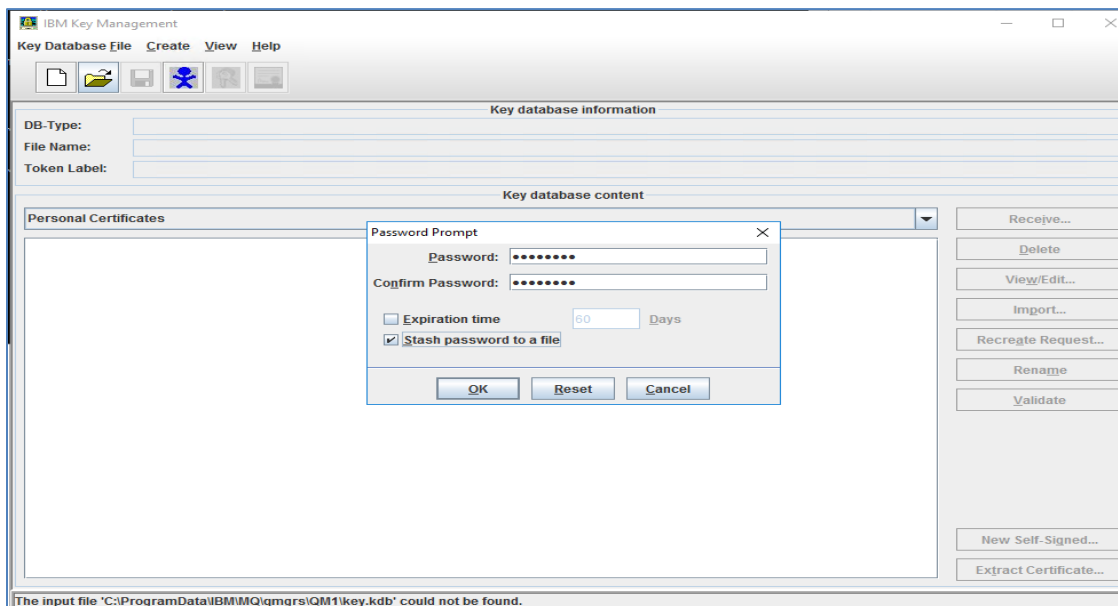 IBM Key Management
Key Database File Create View Help
Key database information
DB-Type:
File Name:
Token Label:
Key database content
Personal Certificates
Receive...
Delete
View/Edit...
Import...
Recreate Request...
Rename
Validate
New Self-Signed...
Extract Certificate...
Password Prompt
Password: ••••••••
Confirm Password: ••••••••
Expiration time 60 Days
Stash password to a file
OK Reset Cancel
The input file 'C:\ProgramData\IBM\MQ\qmgrs\QM1\key.kdb' could not be found.